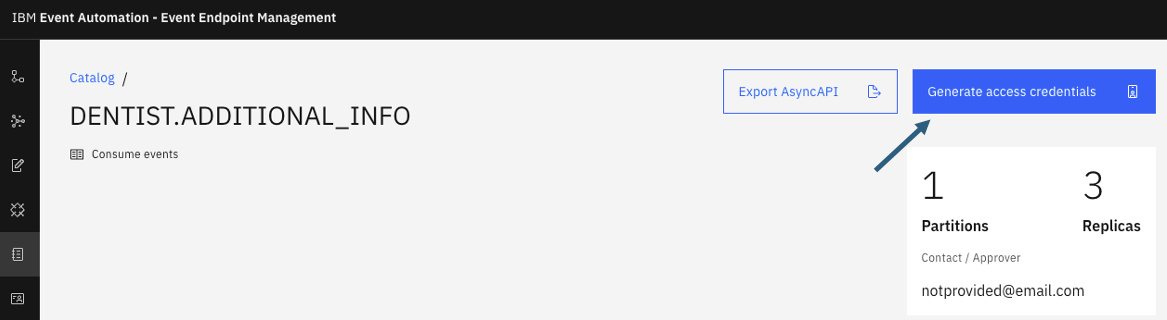 IBM Event Automation - Event Endpoint Management
Catalog /
DENTIST.ADDITIONAL_INFO
Consume events
Export AsyncAPI
Generate access credentials
1
Partitions
3
Replicas
Contact / Approver
notprovided@email.com